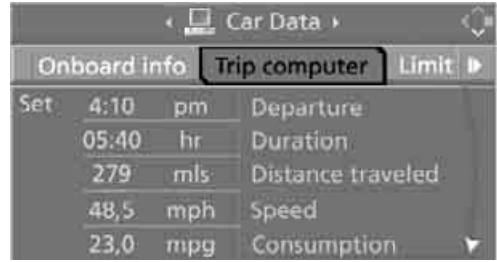 Car Data
Onboard info Trip computer Limit
Set 4:10 pm Departure
05:40 hr Duration
279 mls Distance traveled
48,5 mph Speed
23,0 mpg Consumption